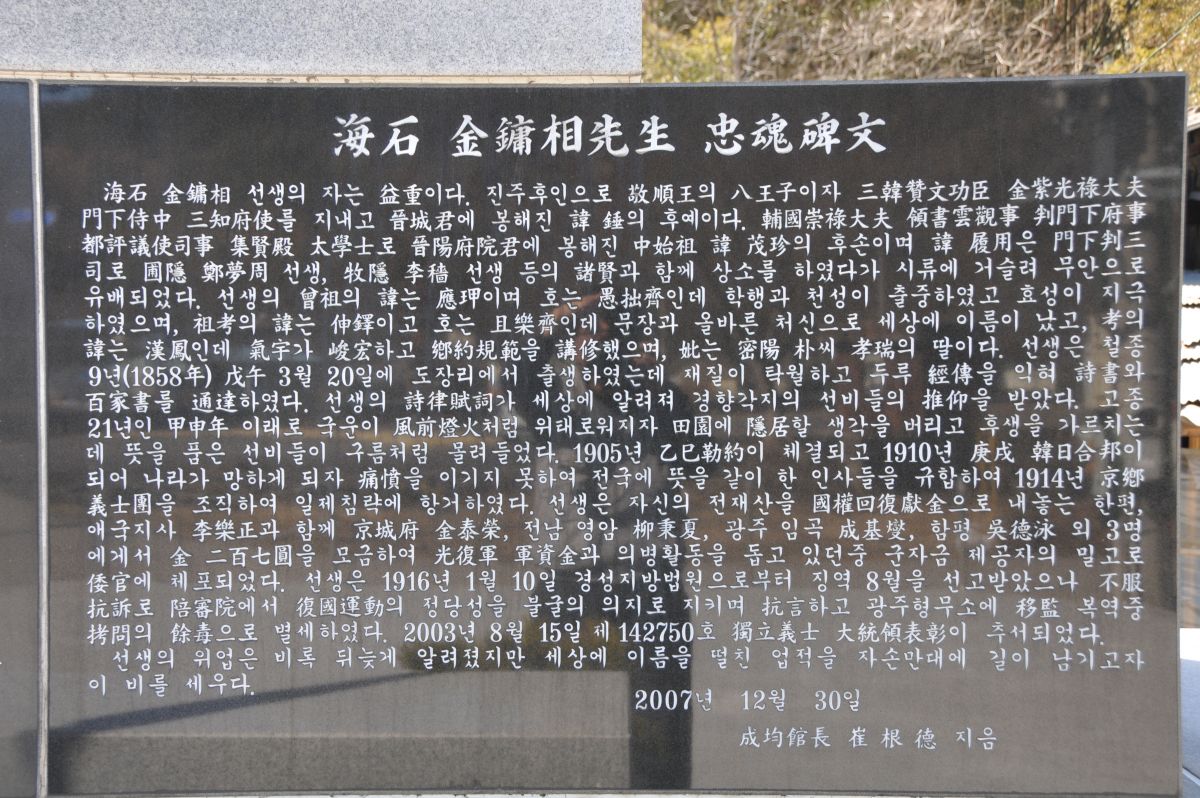 海石 金鏞相先生 忠魂碑文
海石 金鏞相 선생의 자는 益重이다. 진주후인으로 敬順王의 八王子이자 三韓贊文功臣 金紫光祿大夫
門下侍中 三知府使를 지내고 晉城君에 봉해진 諱 錘의 후예이다. 輔國崇祿大夫 領書雲觀事 判門下府事
都評議使司事 集賢殿 太學士로 晉陽府院君에 봉해진 中始祖 諱 茂珍의 후손이며 諱 履用은 門下判三
司로 圃隱 鄭夢周 선생, 牧隱 李穡 선생 등의 諸賢과 함께 상소를 하였다가 시류에 거슬려 무안으로
유배되었다. 선생의 曾祖의 諱는 應玾이며 호는 愚拙齊인데 학행과 천성이 출중하였고 효성이 지극
하였으며, 祖考의 諱는 仲鐸이고 호는 且樂齊인데 문장과 올바른 처신으로 세상에 이름이 났고, 考의
諱는 漢鳳인데 氣宇가 峻宏하고 鄕約規範을 講修했으며, 妣는 密陽 朴씨 孝瑞의 딸이다. 선생은 철종
9년(1858年) 戊午 3월 20일에 도장리에서 출생하였는데 재질이 탁월하고 두루 經傳을 익혀 詩書와
百家書를 通達하였다. 선생의 詩律賦詞가 세상에 알려져 경향각지의 선비들의 推仰을 받았다. 고종
21년인 甲申年 이래로 국운이 風前燈火처럼 위태로워지자 田園에 隱居할 생각을 버리고 후생을 가르치는
데 뜻을 품은 선비들이 구름처럼 몰려들었다. 1905년 乙巳勒約이 체결되고 1910년 庚戌 韓日合邦이
되어 나라가 망하게 되자 痛憤을 이기지 못하여 전국에 뜻을 같이 한 인사들을 규합하여 1914년 京鄕
義士團을 조직하여 일제침략에 항거하였다. 선생은 자신의 전재산을 國權回復獻金으로 내놓는 한편,
애국지사 李樂正과 함께 京城府 金泰榮, 전남 영암 柳秉夏, 광주 임곡 成基燮, 함평 吳德泳 외 3명
에게서 金 二百七圓을 모금하여 光復軍 軍資金과 의병활동을 돕고 있던중 군자금 제공자의 밀고로
倭官에 체포되었다. 선생은 1916년 1월 10일 경성지방법원으로부터 징역 8월을 선고받았으나 不服
抗訴로 陪審院에서 復國運動의 정당성을 불굴의 의지로 지키며 抗言하고 광주형무소에 移監 복역중
拷問의 餘毒으로 별세하였다. 2003년 8월 15일 제142750호 獨立義士 大統領表彰이 추서되었다.
선생의 위업은 비록 뒤늦게 알려졌지만 세상에 이름을 떨친 업적을 자손만대에 길이 남기고자
이 비를 세우다.
2007년 12월 30일
成均館長 崔根德 지음